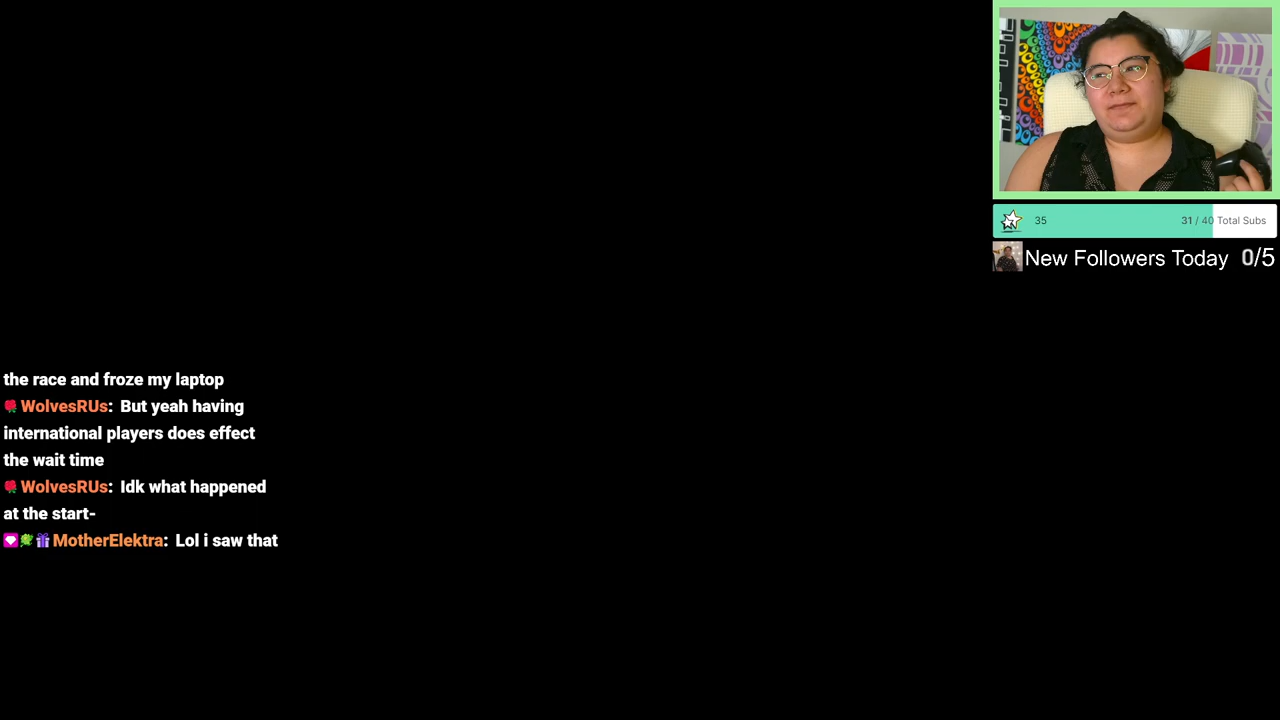 35
31 / 40 Total Subs
New Followers Today 0/5
the race and froze my laptop
WolvesRUs: But yeah having
international players does effect
the wait time
WolvesRUs: Idk what happened
at the start-
MotherElektra: Lol i saw that